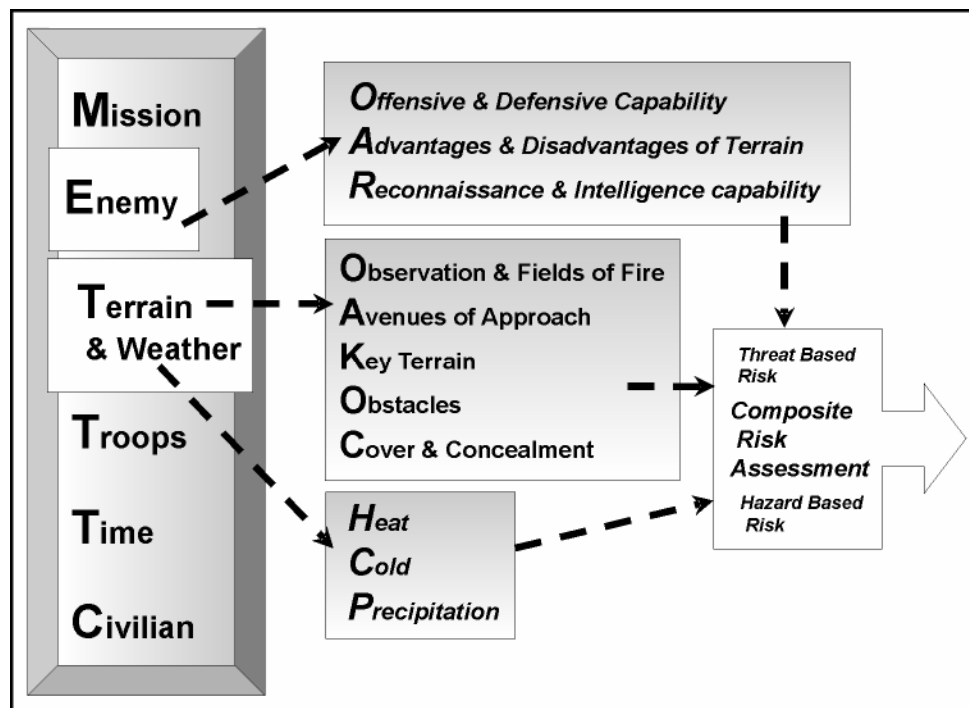 Mission
Enemy
Terrain
& Weather
Troops
Time
Civilian
Offensive & Defensive Capability
Advantages & Disadvantages of Terrain
Reconnaissance & Intelligence capability
Observation & Fields of Fire
Avenues of Approach
Key Terrain
Obstacles
Cover & Concealment
Heat
Cold
Precipitation
Threat Based
Risk
Composite
Risk
Assessment
Hazard Based
Risk